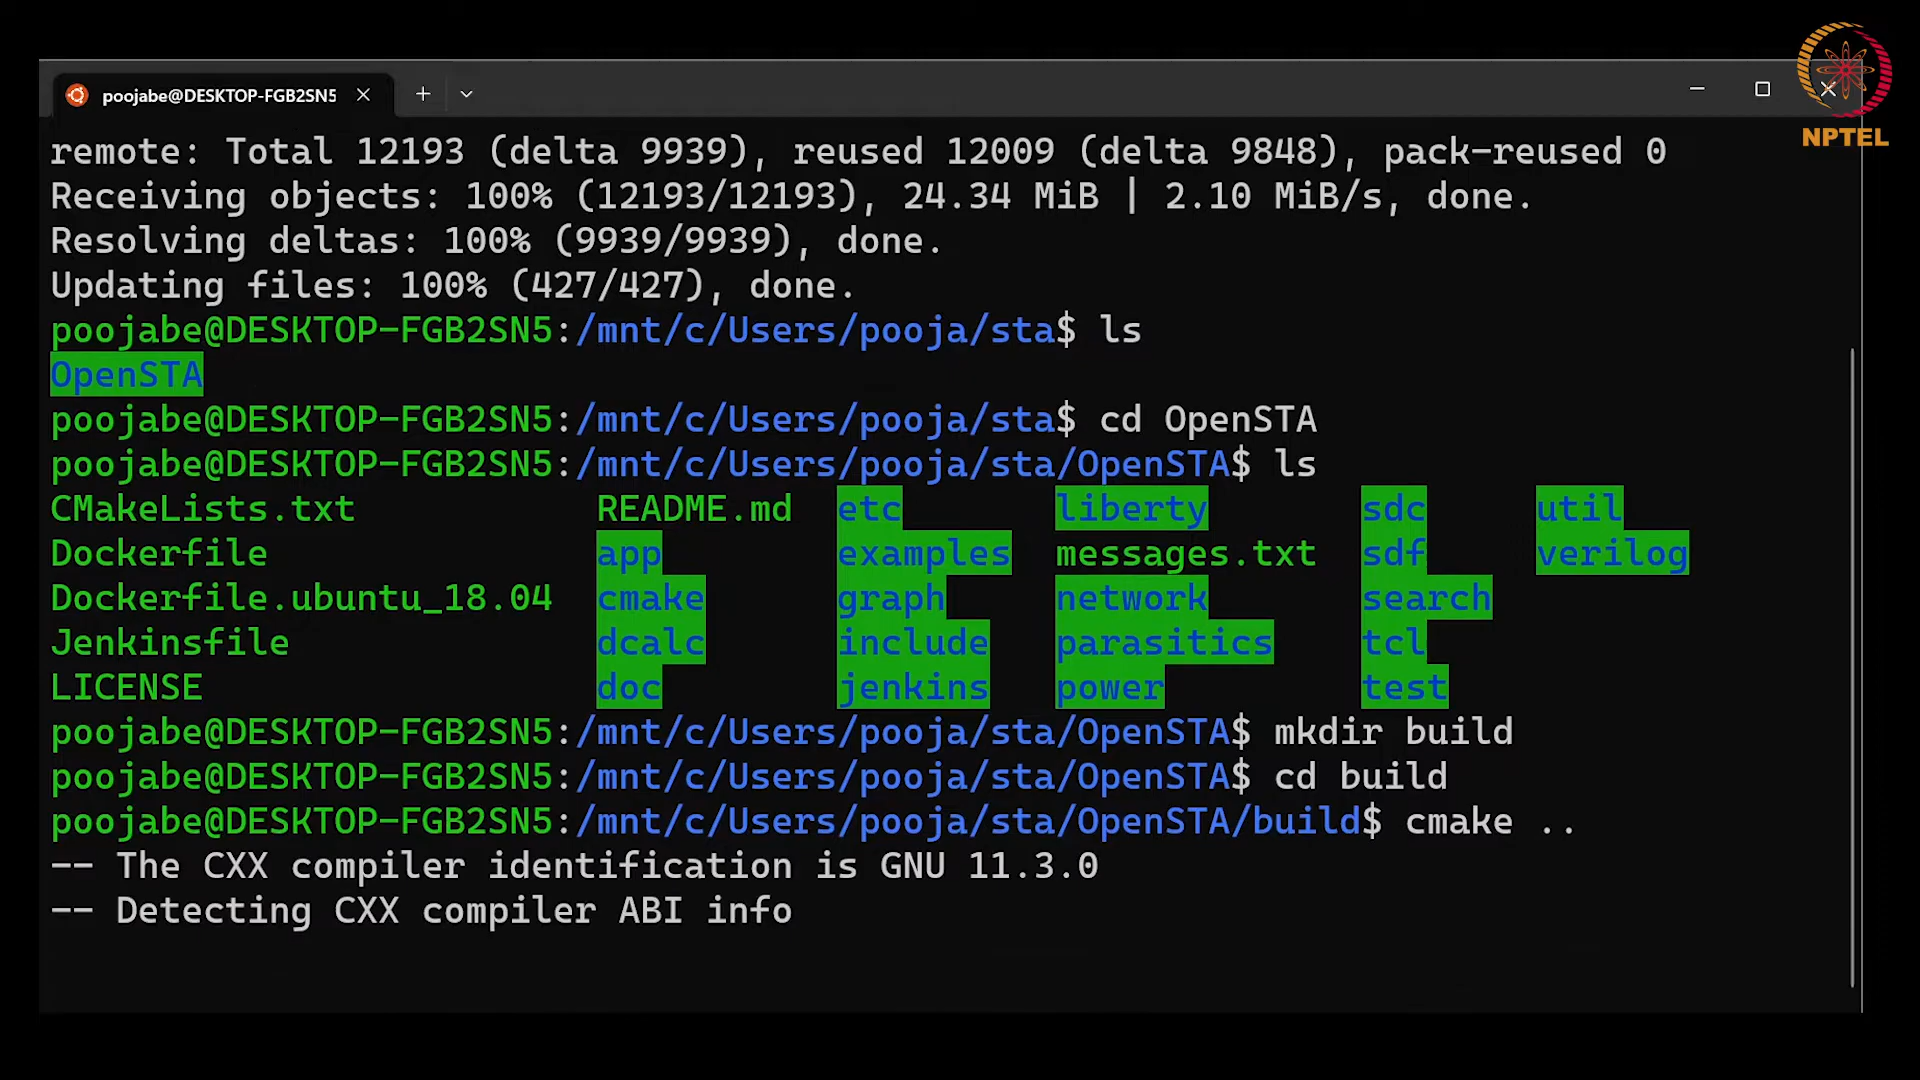 NPTEL
poojabe@DESKTOP-FGB2SN5
remote: Total 12193 (delta 9939), reused 12009 (delta 9848), pack-reused 0
Receiving objects: 100% (12193/12193), 24.34 MiB | 2.10 MiB/s, done.
Resolving deltas: 100% (9939/9939), done.
Updating files: 100% (427/427), done.
poojabe@DESKTOP-FGB2SN5:/mnt/c/Users/pooja/sta$ ls
OpenSTA
poojabe@DESKTOP-FGB2SN5:/mnt/c/Users/pooja/sta$ cd OpenSTA
poojabe@DESKTOP-FGB2SN5:/mnt/c/Users/pooja/sta/OpenSTA$ ls
CMakeLists.txt README.md etc liberty sdc util
Dockerfile app examples messages.txt sdf verilog
Dockerfile.ubuntu_18.04 cmake graph network search
Jenkinsfile dcalc include parasitics tcl
LICENSE doc jenkins power test
poojabe@DESKTOP-FGB2SN5:/mnt/c/Users/pooja/sta/OpenSTA$ mkdir build
poojabe@DESKTOP-FGB2SN5:/mnt/c/Users/pooja/sta/OpenSTA$ cd build
poojabe@DESKTOP-FGB2SN5:/mnt/c/Users/pooja/sta/OpenSTA/build$ cmake ..
-- The CXX compiler identification is GNU 11.3.0
-- Detecting CXX compiler ABI info